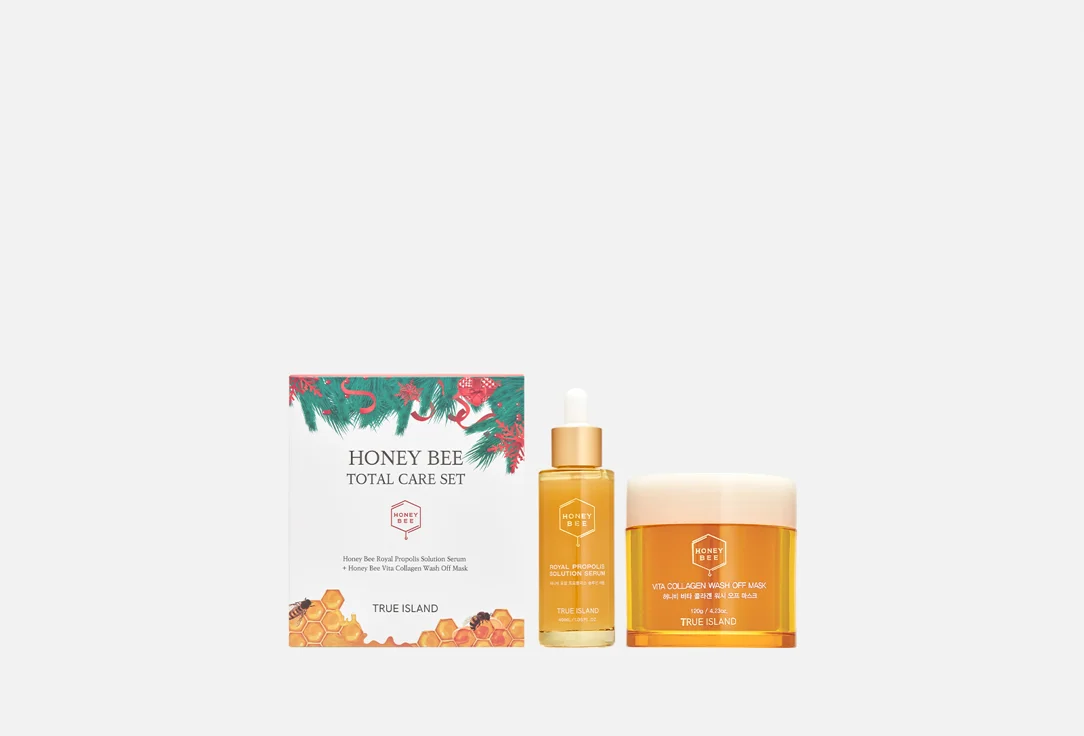 HONEY BEE
TOTAL CARE SET
HONEY
BEE
Honey Bee Royal Propolis Solution Serum
+ Honey Bee Vita Collagen Wash Off Mask
TRUE ISLAND
HONEY
BEE
ROYAL PROPOLIS
SOLUTION SERUM
TRUE ISLAND
HONEY
BEE
VITA COLLAGEN WASH OFF MASK
허니비 비타 콜라겐 워시 오프 마스크
120g / 4.23oz.
TRUE ISLAND